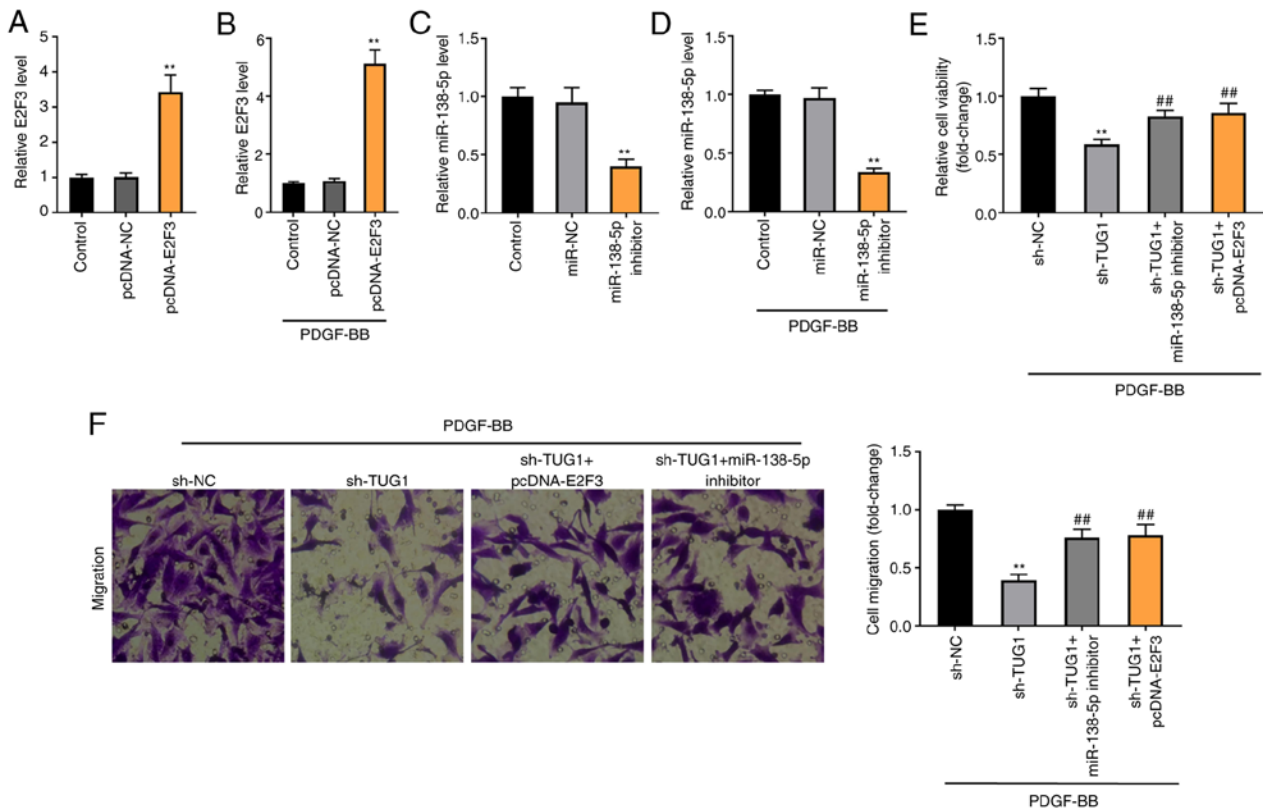 A
Relative E2F3 level
5
4
3
2
1
0
**
Control
pcDNA-NC
pcDNA-E2F3
B
Relative E2F3 level
6
4
2
0
**
Control
pcDNA-NC
pcDNA-E2F3
PDGF-BB
C
Relative miR-138-5p level
1.5
1.0
0.5
0.0
**
Control
miR-NC
miR-138-5p
inhibitor
D
Relative miR-138-5p level
1.5
1.0
0.5
0.0
**
Control
miR-NC
miR-138-5p
inhibitor
PDGF-BB
E
Relative cell viability
(fold-change)
1.5
1.0
0.5
0.0
**
##
##
sh-NC
sh-TUG1
sh-TUG1+
miR-138-5p inhibitor
sh-TUG1+
pcDNA-E2F3
PDGF-BB
F
PDGF-BB
sh-NC
sh-TUG1
sh-TUG1+
pcDNA-E2F3
sh-TUG1+miR-138-5p
inhibitor
Migration
Cell migration (fold-change)
1.5
1.0
0.5
0.0
**
##
##
sh-NC
sh-TUG1
sh-TUG1+
miR-138-5p inhibitor
sh-TUG1+
pcDNA-E2F3
PDGF-BB